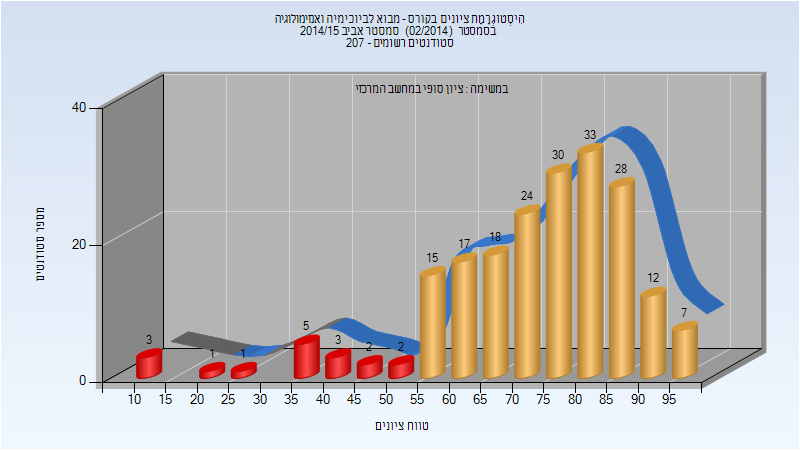 היסטוגרמת ציונים בקורס - מבוא לביוכימיה ואמימולוגיה
בסמסטר (02/2014) סמסטר אביב 2014/15
סטודנטים רשומים - 207
במשימה : ציון סופי במחשב המרכזי
40
20
0
מספר סטודנטים
3
1
1
5
3
2
2
15
17
18
24
30
33
28
12
7
10 15 20 25 30 35 40 45 50 55 60 65 70 75 80 85 90 95
טווח ציונים